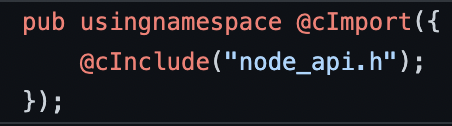 pub usingnamespace @cImport({
    @cInclude("node_api.h");
});